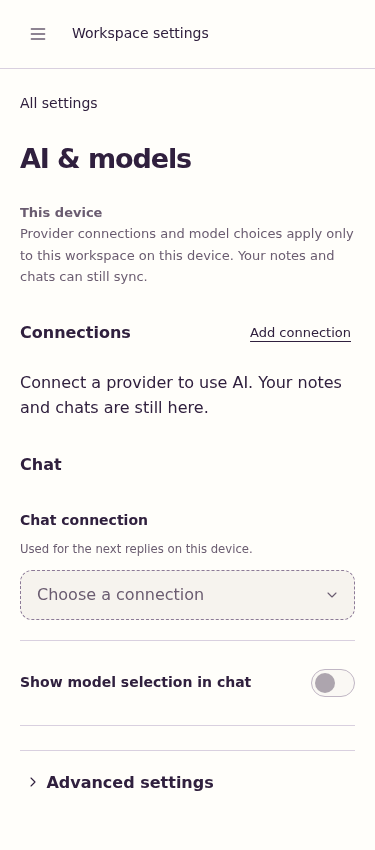 Workspace settings
All settings
AI & models
This device
Provider connections and model choices apply only
to this workspace on this device. Your notes and
chats can still sync.
Connections
Add connection
Connect a provider to use AI. Your notes
and chats are still here.
Chat
Chat connection
Used for the next replies on this device.
Choose a connection
Show model selection in chat
Advanced settings